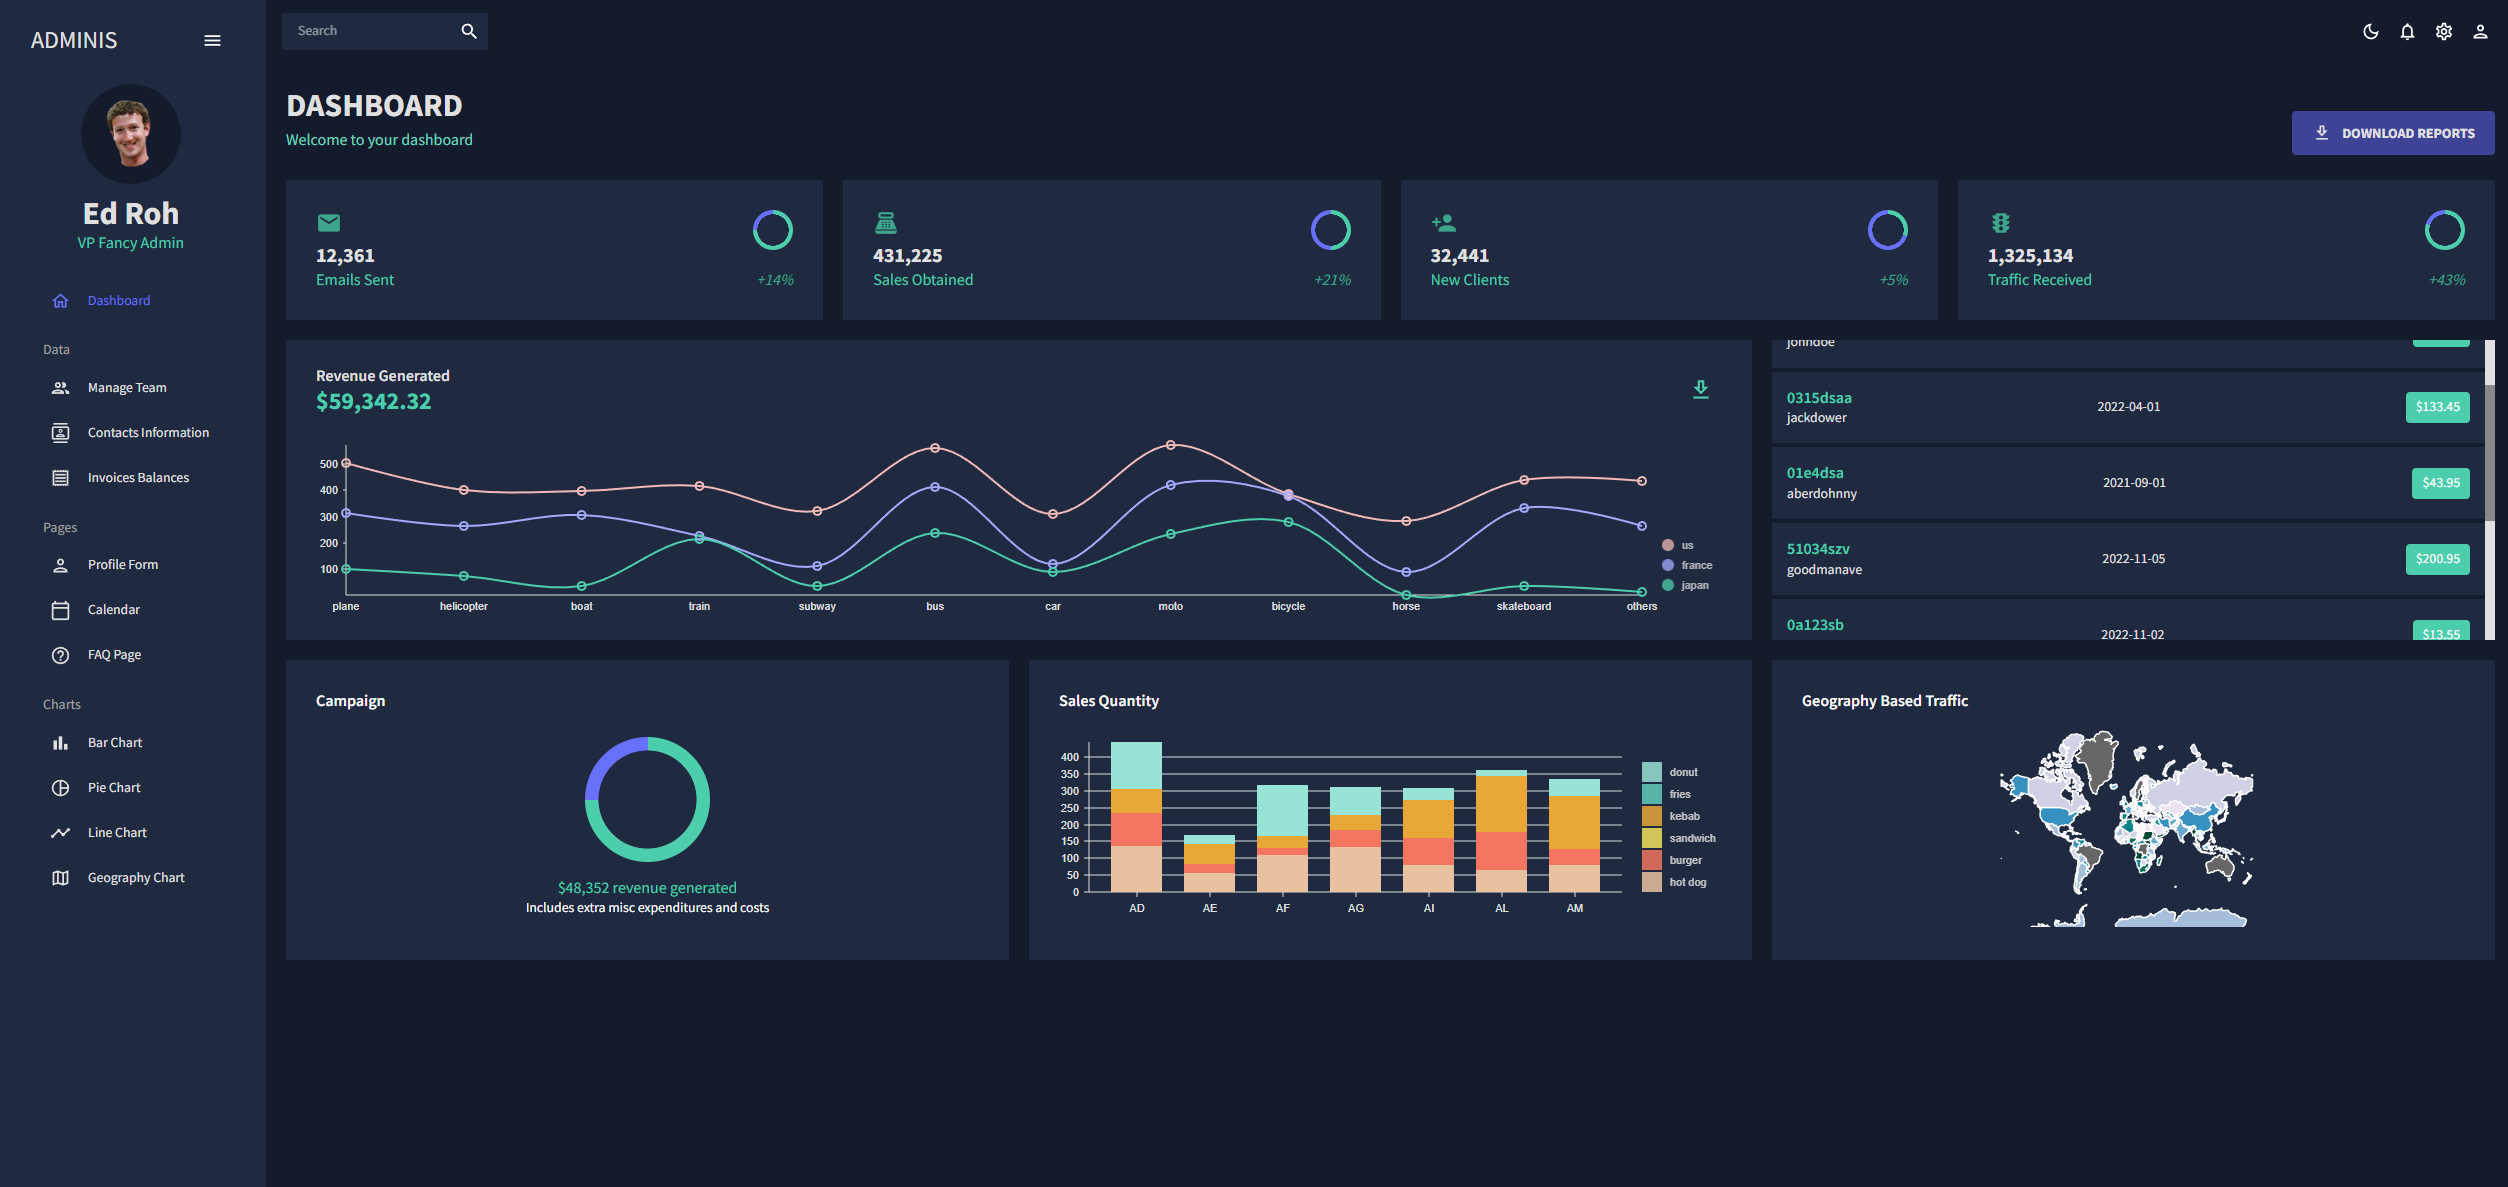 ADMINIS
Search
Ed Roh
VP Fancy Admin
Dashboard
Data
Manage Team
Contacts Information
Invoices Balances
Pages
Profile Form
Calendar
FAQ Page
Charts
Bar Chart
Pie Chart
Line Chart
Geography Chart
DASHBOARD
Welcome to your dashboard
DOWNLOAD REPORTS
12,361
Emails Sent
+14%
431,225
Sales Obtained
+21%
32,441
New Clients
+5%
1,325,134
Traffic Received
+43%
Revenue Generated
$59,342.32
500
400
300
200
100
plane helicopter boat train subway bus car moto bicycle horse skateboard others
us
france
japan
johndoe
0315dsaa
jackdower
2022-04-01
$133.45
01e4dsa
aberdohnny
2021-09-01
$43.95
51034szv
goodmanave
2022-11-05
$200.95
0a123sb
2022-11-02
$13.55
Campaign
$48,352 revenue generated
Includes extra misc expenditures and costs
Sales Quantity
400
350
300
250
200
150
100
50
0
AD AE AF AG AI AL AM
donut
fries
kebab
sandwich
burger
hot dog
Geography Based Traffic